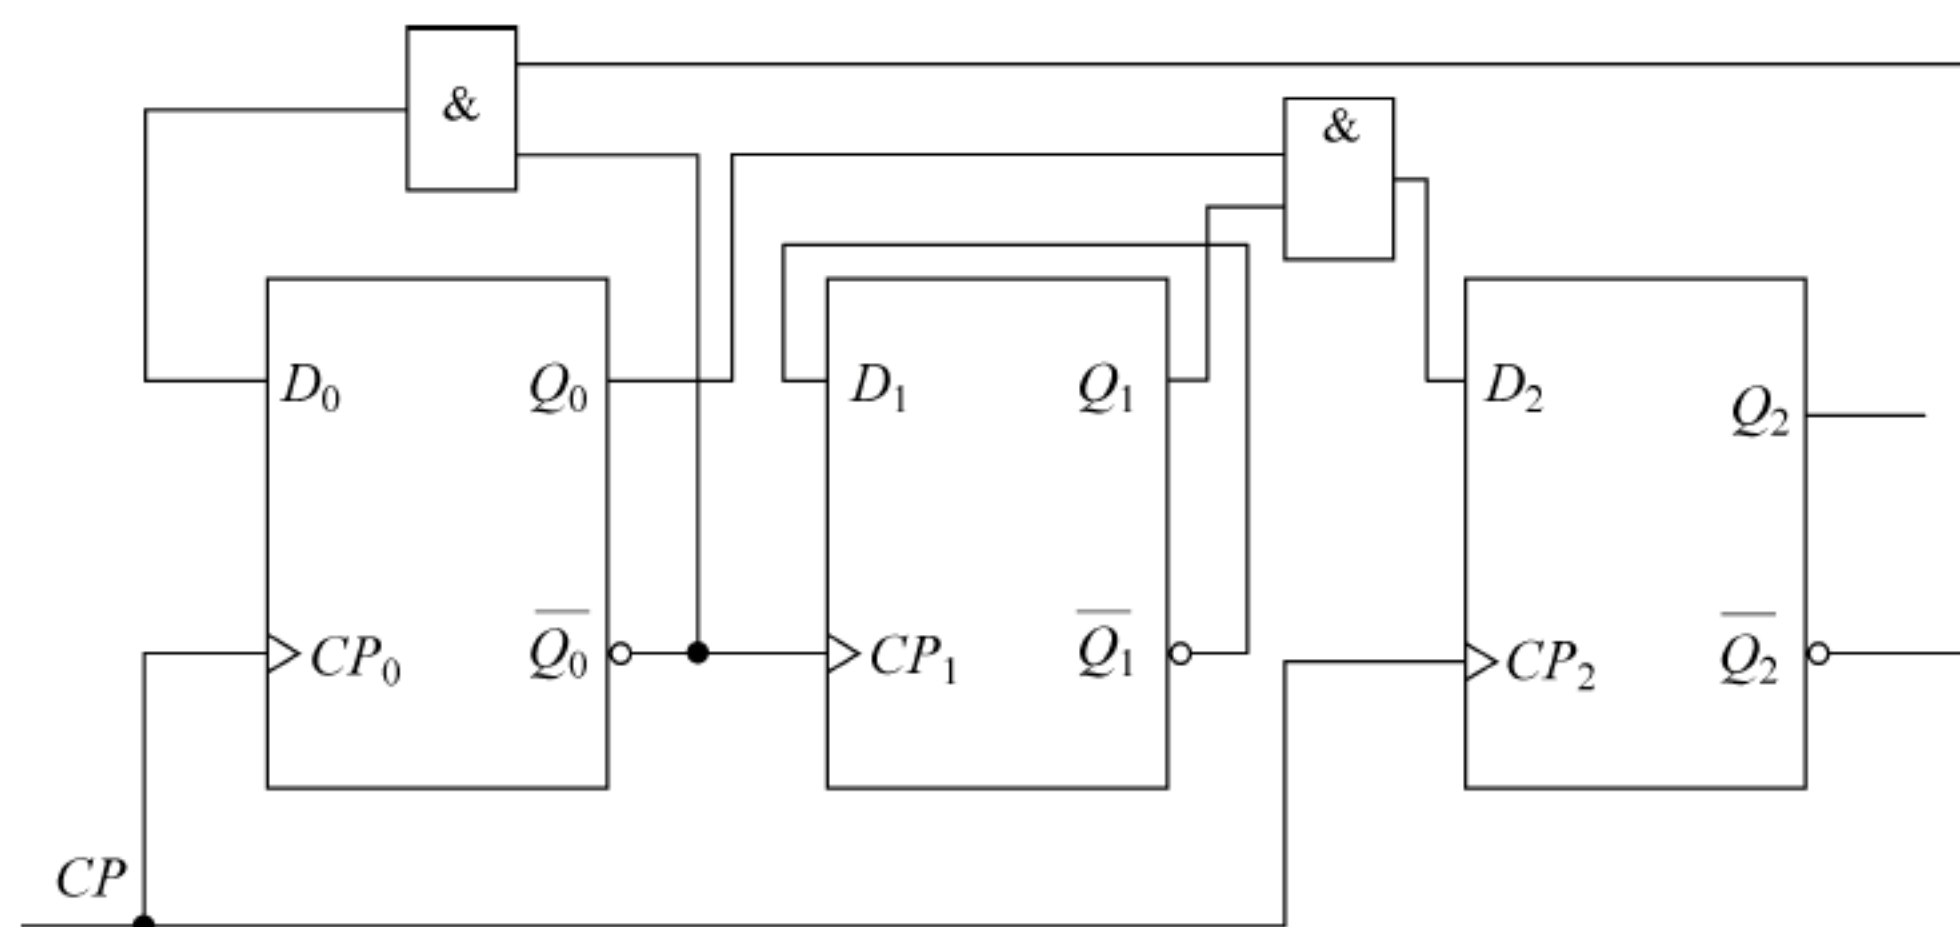 &
&
D₀ Q₀ D₁ Q₁ D₂ Q₂
CP₀ Q̅₀ CP₁ Q̅₁ CP₂ Q̅₂
CP